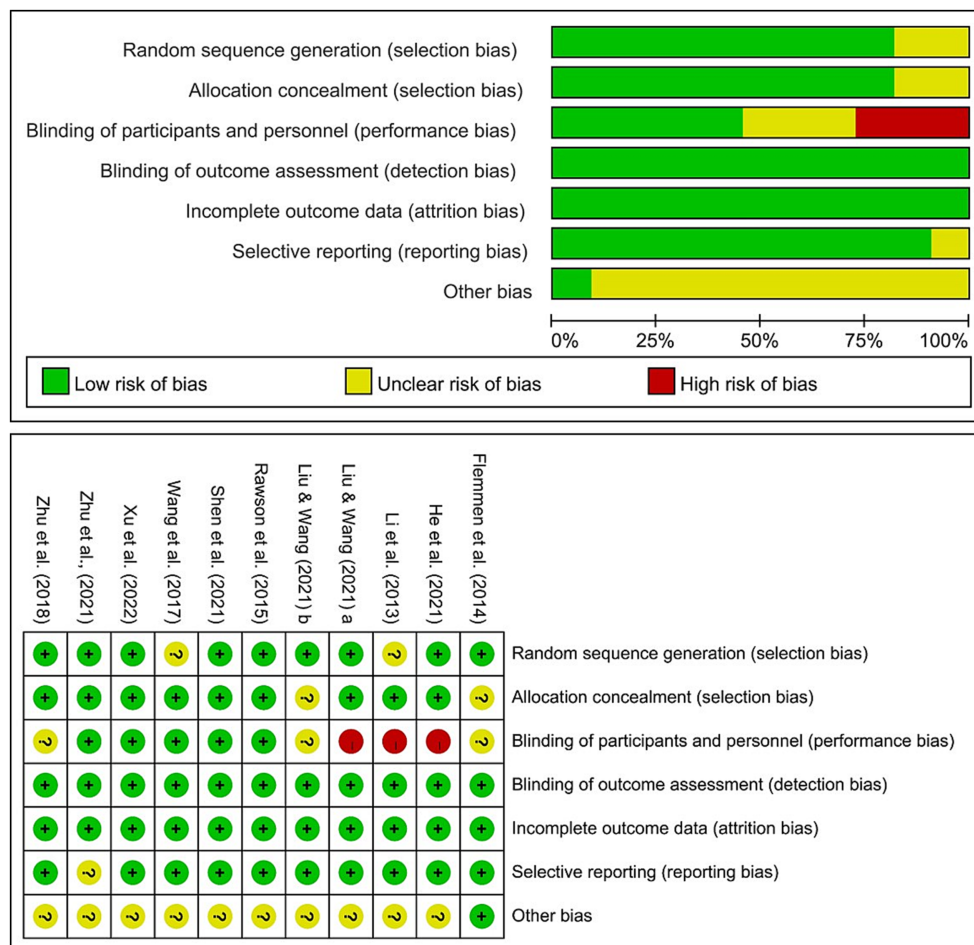 Random sequence generation (selection bias)
Allocation concealment (selection bias)
Blinding of participants and personnel (performance bias)
Blinding of outcome assessment (detection bias)
Incomplete outcome data (attrition bias)
Selective reporting (reporting bias)
Other bias
0% 25% 50% 75% 100%
Low risk of bias Unclear risk of bias High risk of bias
Zhu et al. (2018)
Zhu et al., (2021)
Xu et al. (2022)
Wang et al. (2017)
Shen et al. (2021)
Rawson et al. (2015)
Liu & Wang (2021) b
Liu & Wang (2021) a
Li et al. (2013)
He et al. (2021)
Flemmen et al. (2014)
+ + + ? + + + + ? + + Random sequence generation (selection bias)
+ + + + + + ? + + + ? Allocation concealment (selection bias)
? + + + + + ? - - - ? Blinding of participants and personnel (performance bias)
+ + + + + + + + + + + Blinding of outcome assessment (detection bias)
+ + + + + + + + + + + Incomplete outcome data (attrition bias)
+ ? + + + + + + + + + Selective reporting (reporting bias)
? ? ? ? ? ? ? ? ? ? + Other bias